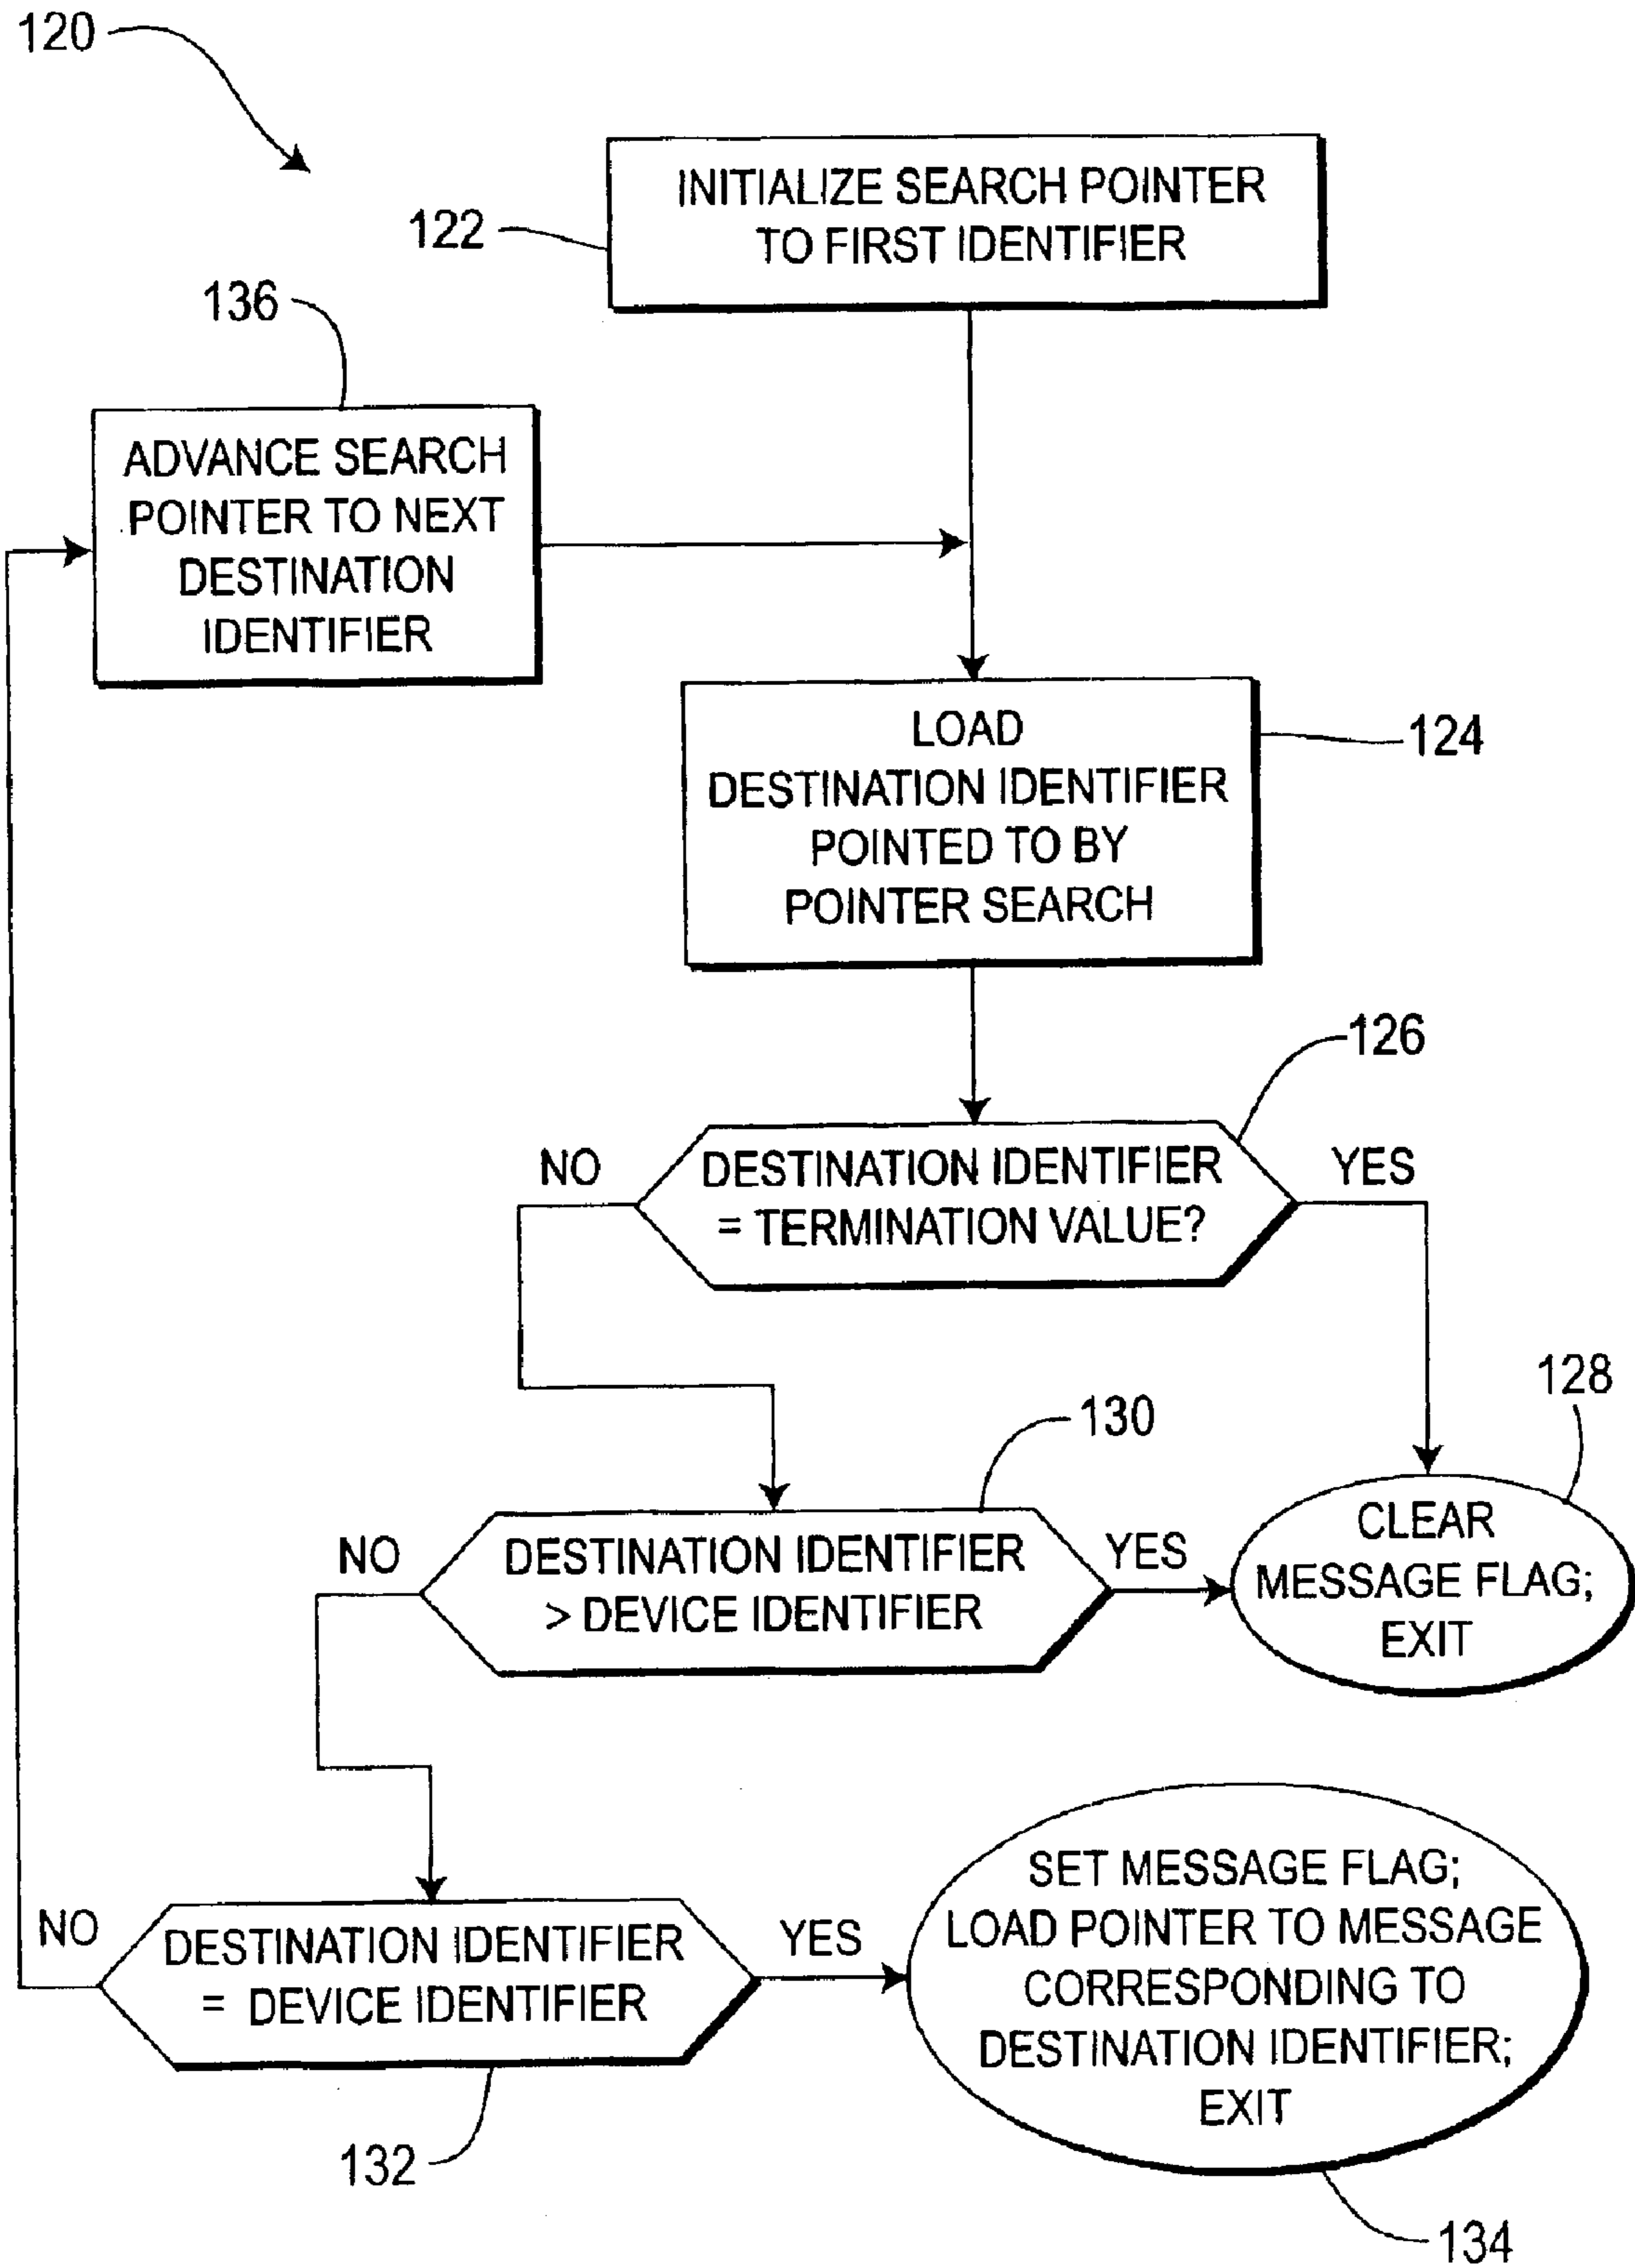 120
INITIALIZE SEARCH POINTER
TO FIRST IDENTIFIER
122
136
ADVANCE SEARCH
POINTER TO NEXT
DESTINATION
IDENTIFIER
LOAD
DESTINATION IDENTIFIER
POINTED TO BY
POINTER SEARCH
124
126
NO
DESTINATION IDENTIFIER
= TERMINATION VALUE?
YES
128
130
NO
DESTINATION IDENTIFIER
> DEVICE IDENTIFIER
YES
CLEAR
MESSAGE FLAG;
EXIT
NO
DESTINATION IDENTIFIER
= DEVICE IDENTIFIER
YES
SET MESSAGE FLAG;
LOAD POINTER TO MESSAGE
CORRESPONDING TO
DESTINATION IDENTIFIER;
EXIT
132
134